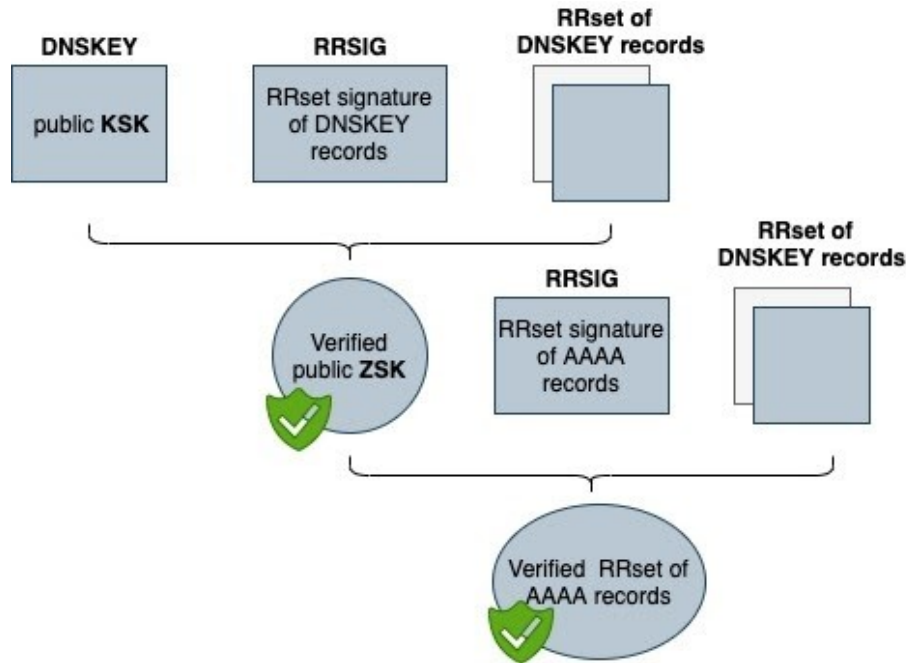 DNSKEY
public KSK
RRSIG
RRset signature
of DNSKEY
records
RRset of
DNSKEY records
Verified
public ZSK
RRSIG
RRset signature
of AAAA
records
RRset of
DNSKEY records
Verified RRset of
AAAA records